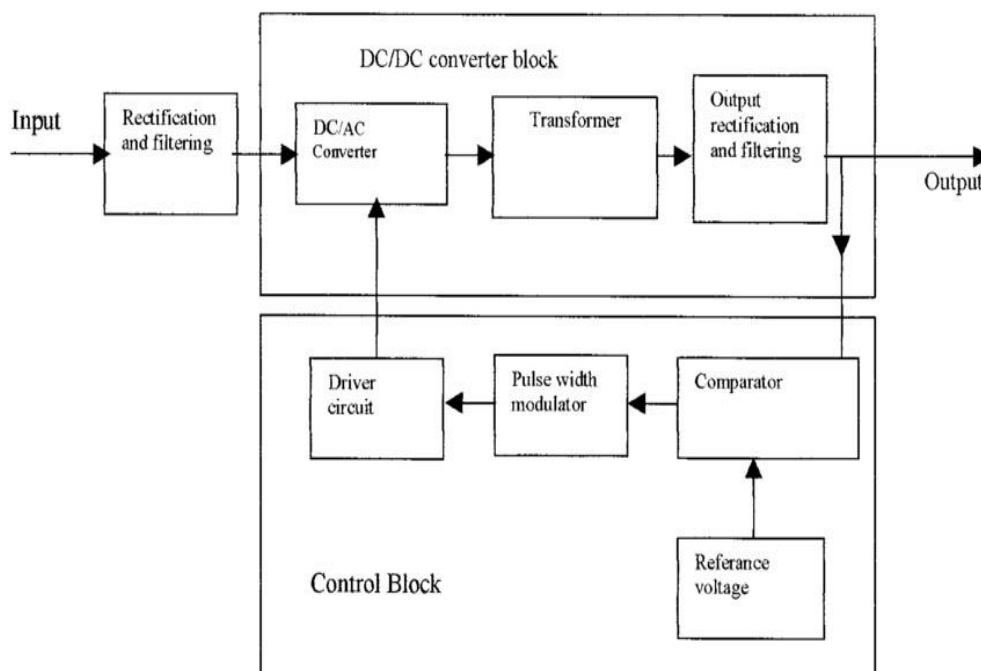 DC/DC converter block
Input
Rectification
and filtering
DC/AC
Converter
Transformer
Output
rectification
and filtering
Output
Driver
circuit
Pulse width
modulator
Comparator
Referance
voltage
Control Block